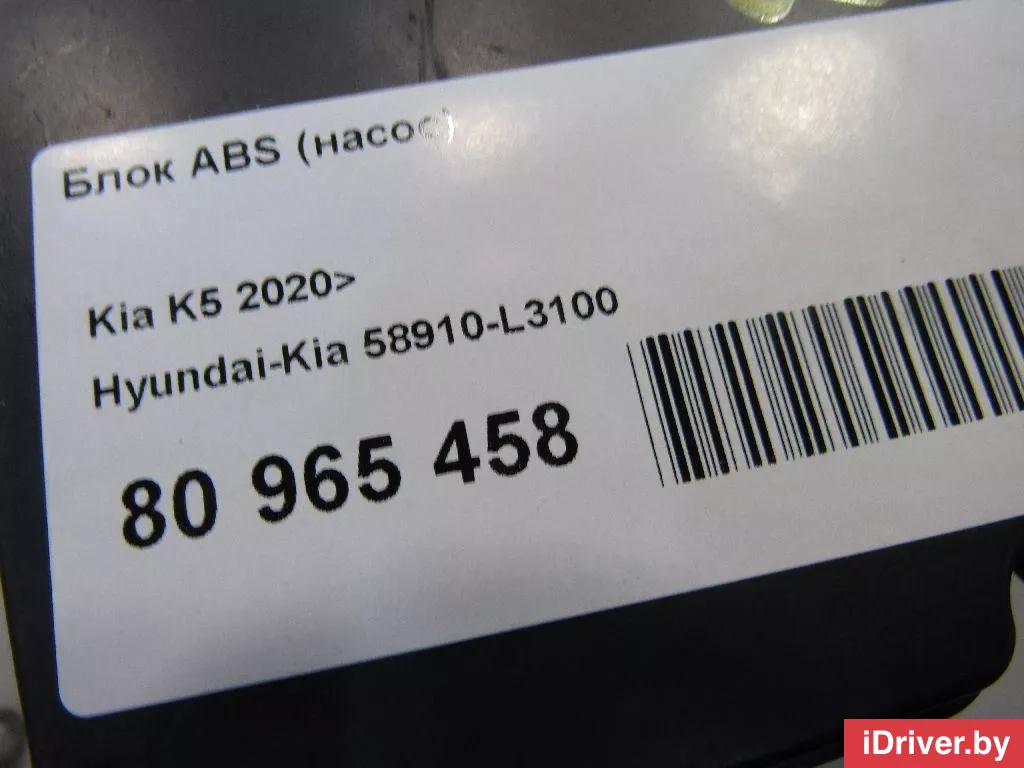 Блок ABS (насос)
Kia K5 2020>
Hyundai-Kia 58910-L3100
80 965 458
iDriver.by